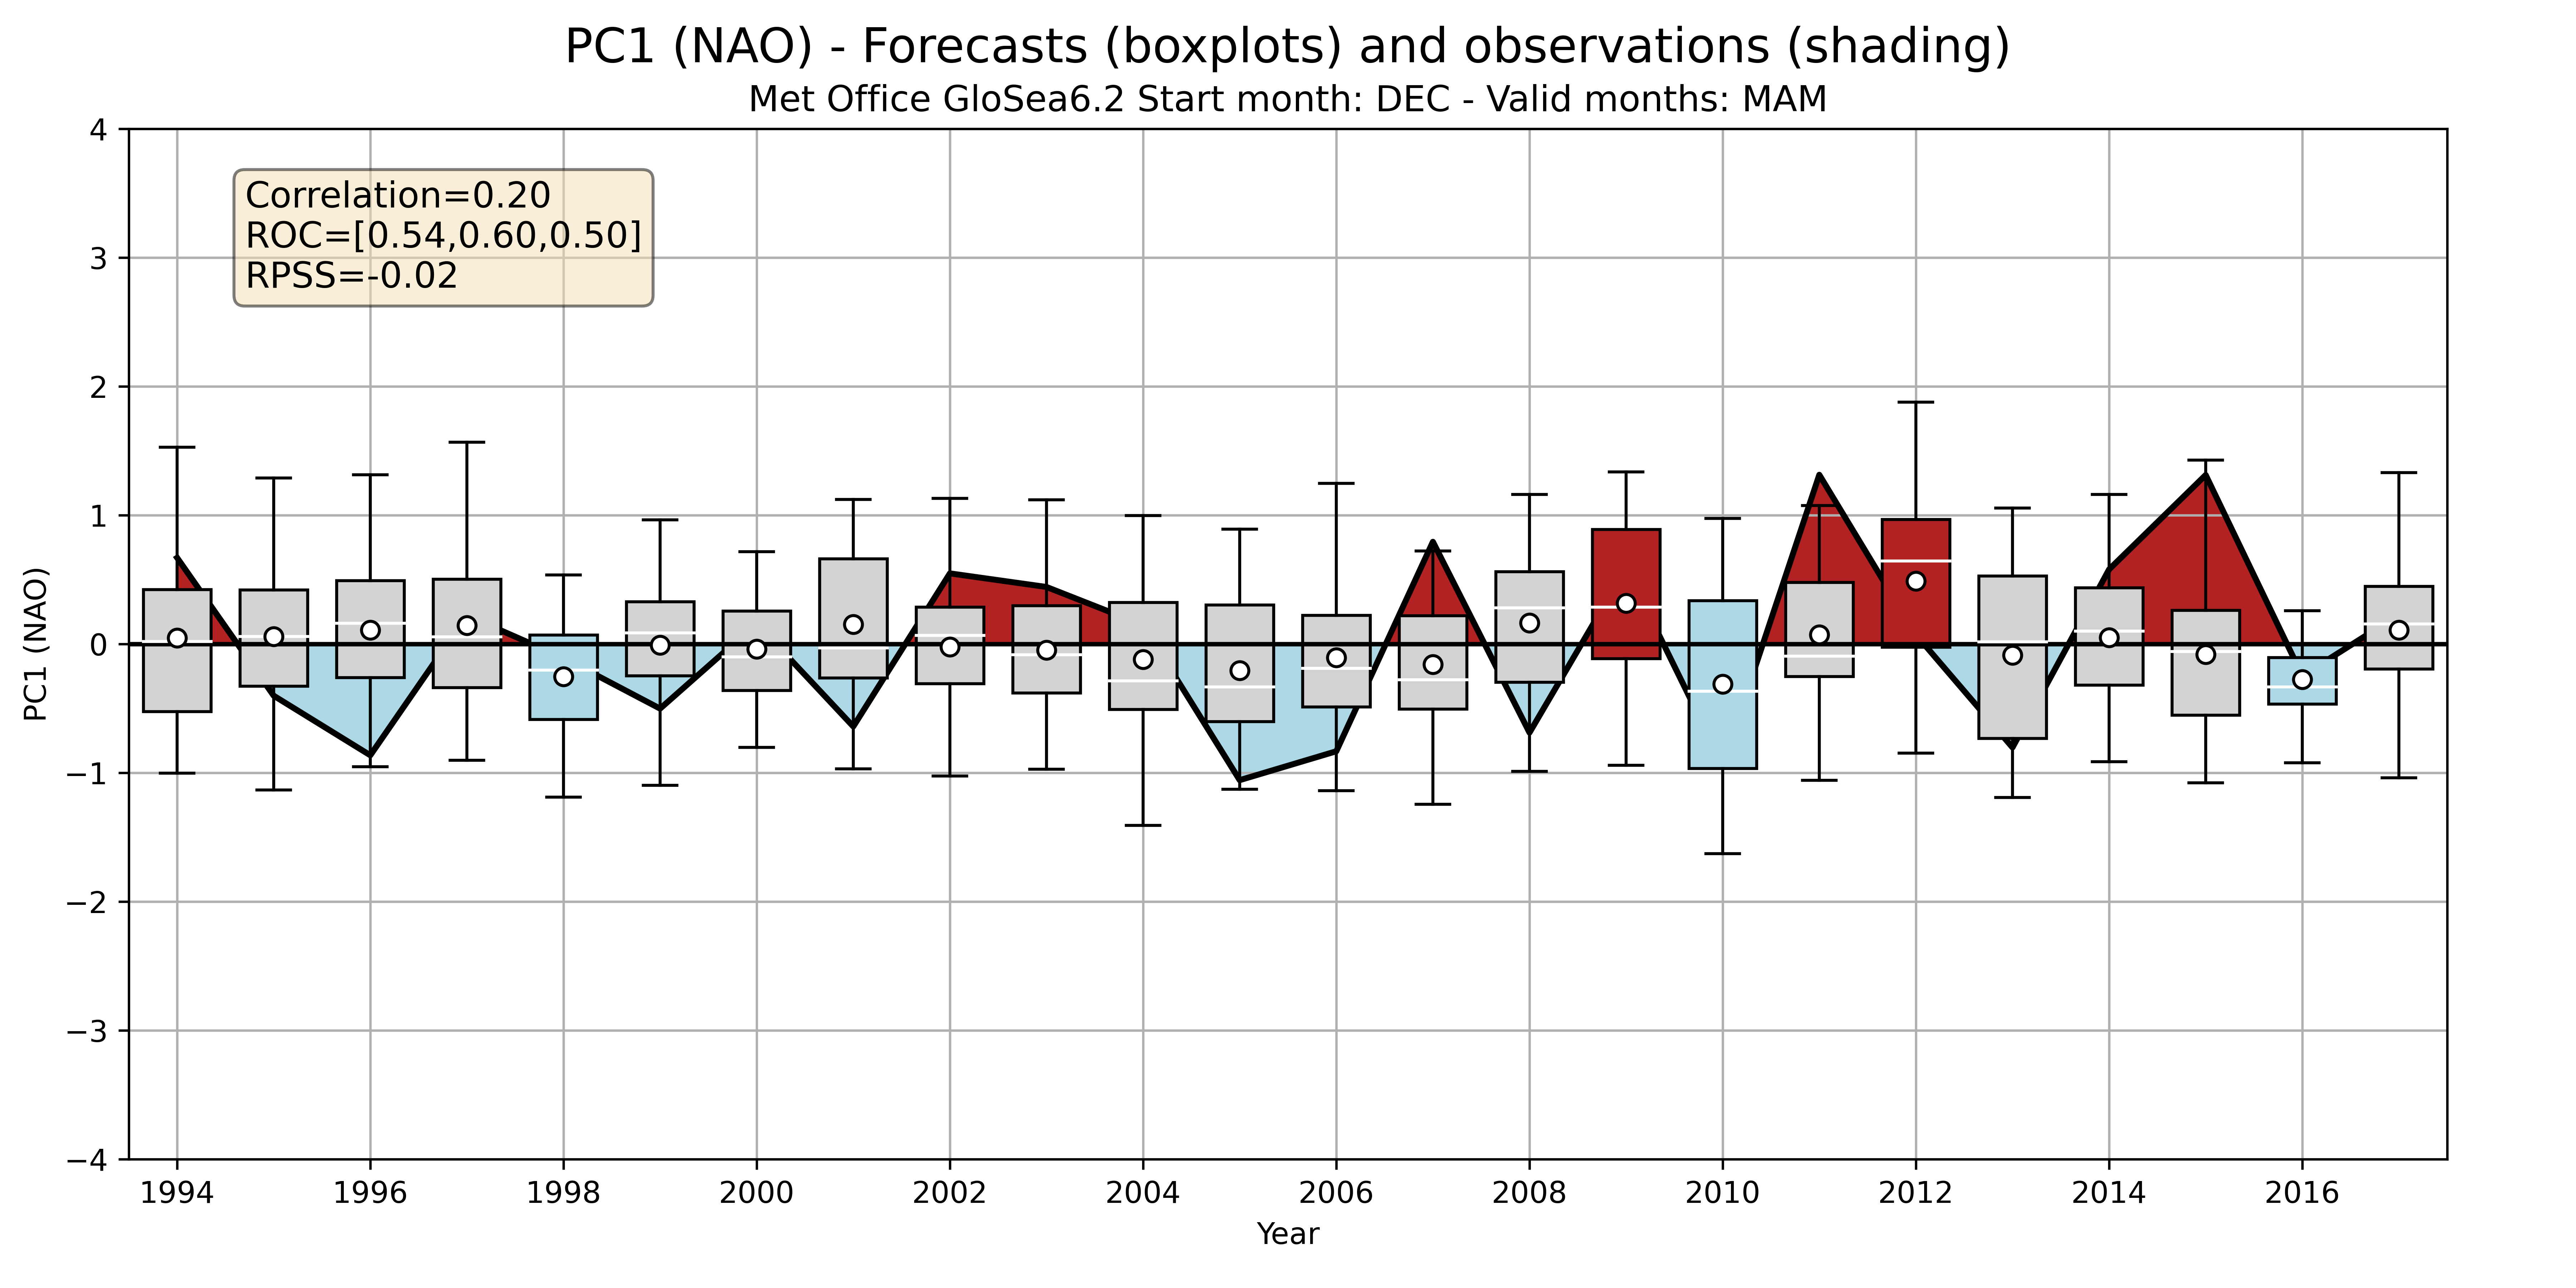 PC1 (NAO) - Forecasts (boxplots) and observations (shading)
Met Office GloSea6.2 Start month: DEC - Valid months: MAM
Correlation=0.20
ROC=[0.54,0.60,0.50]
RPSS=-0.02
PC1 (NAO)
4
3
2
1
0
−1
−2
−3
−4
1994 1996 1998 2000 2002 2004 2006 2008 2010 2012 2014 2016
Year